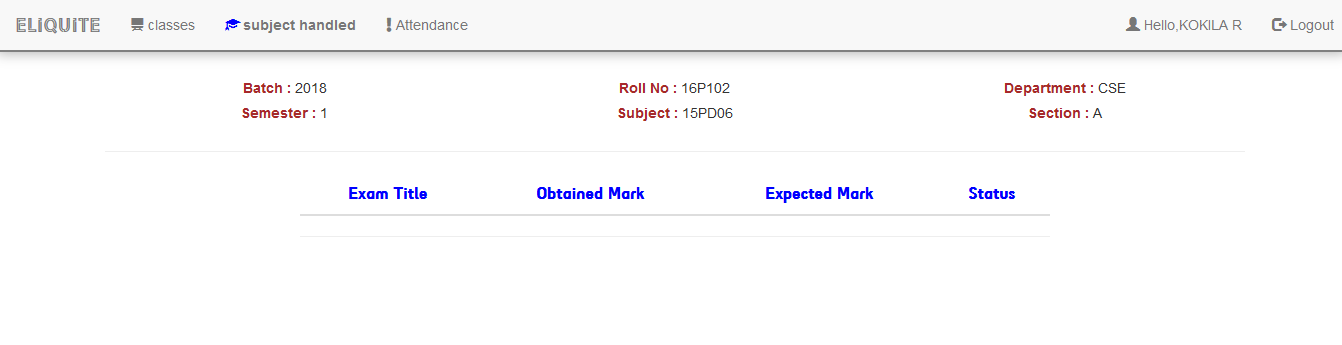 ELiQUiTE classes subject handled Attendance Hello,KOKILA R Logout
Batch : 2018 Roll No : 16P102 Department : CSE
Semester : 1 Subject : 15PD06 Section : A
Exam Title Obtained Mark Expected Mark Status